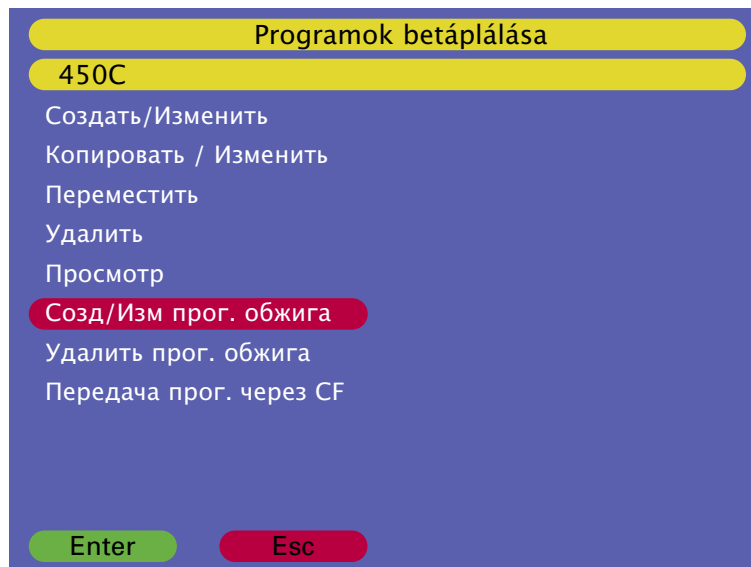 Programok betáplálása
450C
Создать/Изменить
Копировать / Изменить
Переместить
Удалить
Просмотр
Созд/Изм прог. обжига
Удалить прог. обжига
Передача прог. через CF
Enter Esc